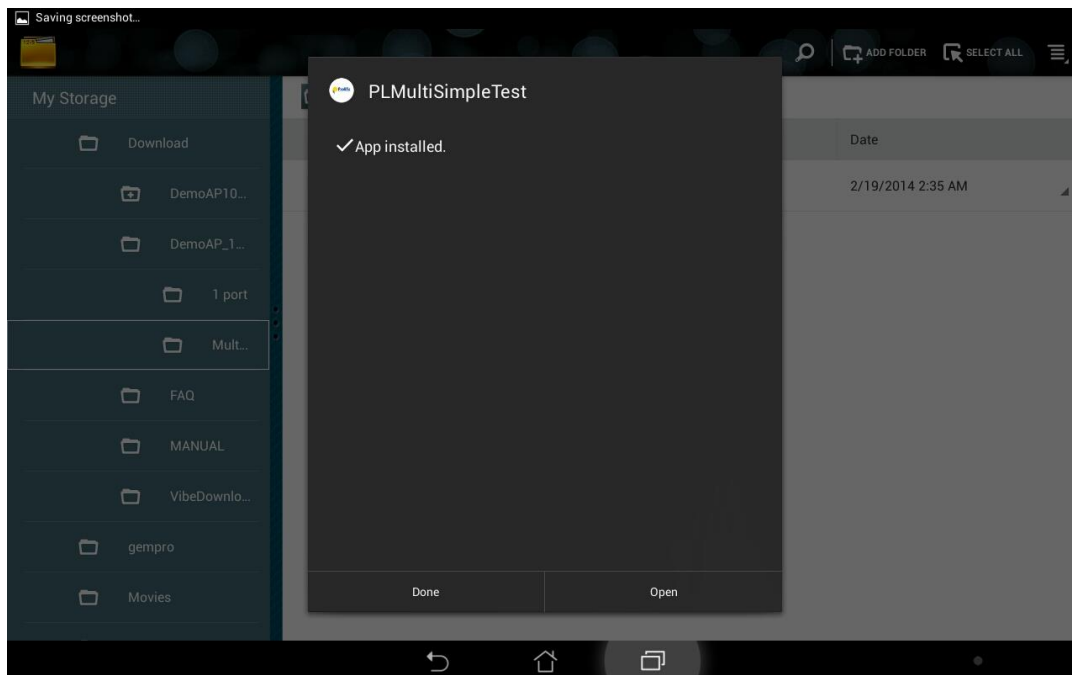 Saving screenshot...
ADD FOLDER
SELECT ALL
My Storage
PLMultiSimpleTest
Download
App installed.
Date
DemoAP10...
2/19/2014 2:35 AM
DemoAP_1...
1 port
Mult...
FAQ
MANUAL
VibeDownlo...
gempro
Movies
Done
Open